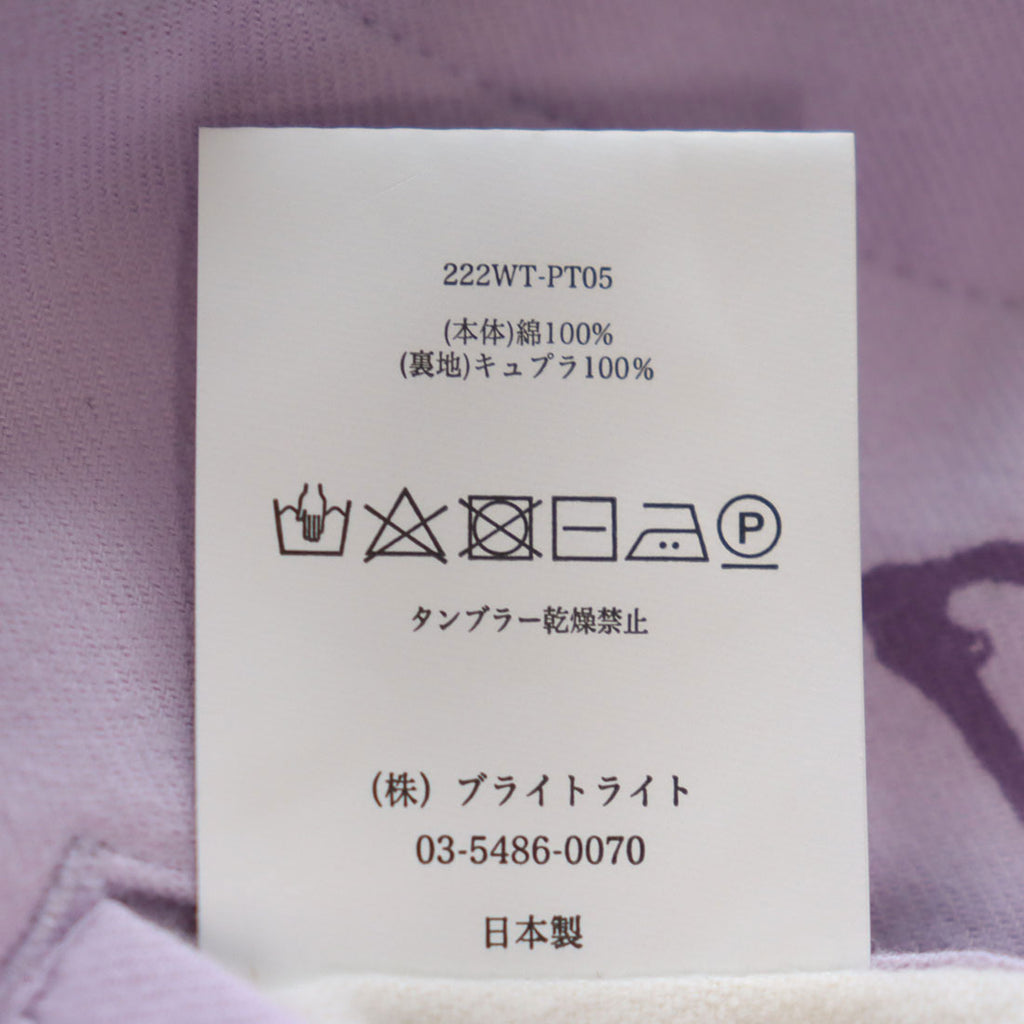 222WT-PT05
(本体)綿100%
(裏地)キュプラ100%
P
タンブラー乾燥禁止
(株) ブライトライト
03-5486-0070
日本製